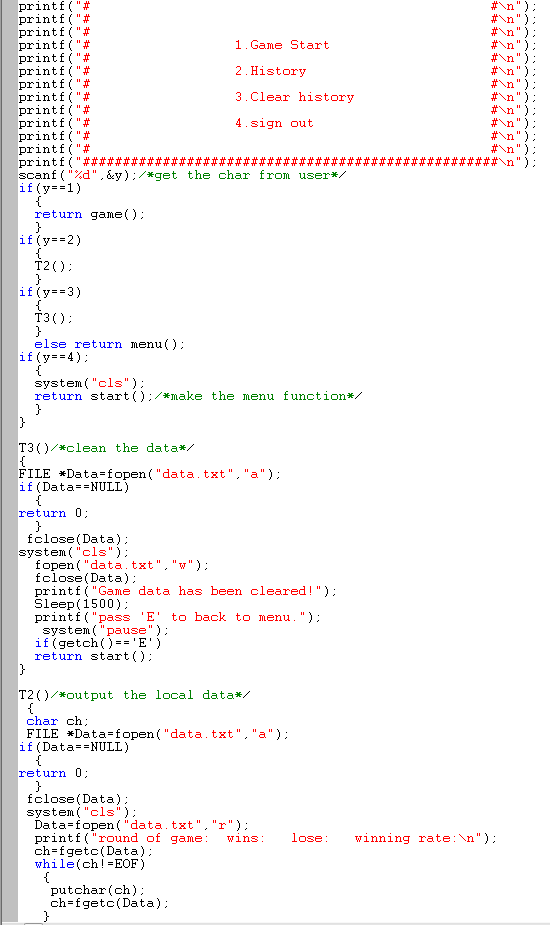 printf("#                                                  #\n");
printf("#                                                  #\n");
printf("#                                                  #\n");
printf("#                  1.Game Start                    #\n");
printf("#                                                  #\n");
printf("#                  2.History                       #\n");
printf("#                                                  #\n");
printf("#                  3.Clear history                 #\n");
printf("#                                                  #\n");
printf("#                  4.sign out                      #\n");
printf("#                                                  #\n");
printf("#                                                  #\n");
printf("####################################################\n");
scanf("%d",&y);/*get the char from user*/
if(y==1)
  {
  return game();
  }
if(y==2)
  {
  T2();
  }
if(y==3)
  {
  T3();
  }
  else return menu();
if(y==4);
  {
  system("cls");
  return start();/*make the menu function*/
  }
}
T3()/*clean the data*/
{
FILE *Data=fopen("data.txt","a");
if(Data==NULL)
  {
return 0;
  }
 fclose(Data);
system("cls");
  fopen("data.txt","w");
  fclose(Data);
  printf("Game data has been cleared!");
  Sleep(1500);
  printf("pass 'E' to back to menu.");
   system("pause");
  if(getch()=='E')
  return start();
}
T2()/*output the local data*/
 {
 char ch;
 FILE *Data=fopen("data.txt","a");
if(Data==NULL)
  {
return 0;
  }
 fclose(Data);
 system("cls");
  Data=fopen("data.txt","r");
  printf("round of game:  wins:   lose:   winning rate:\n");
  ch=fgetc(Data);
  while(ch!=EOF)
   {
    putchar(ch);
    ch=fgetc(Data);
   }